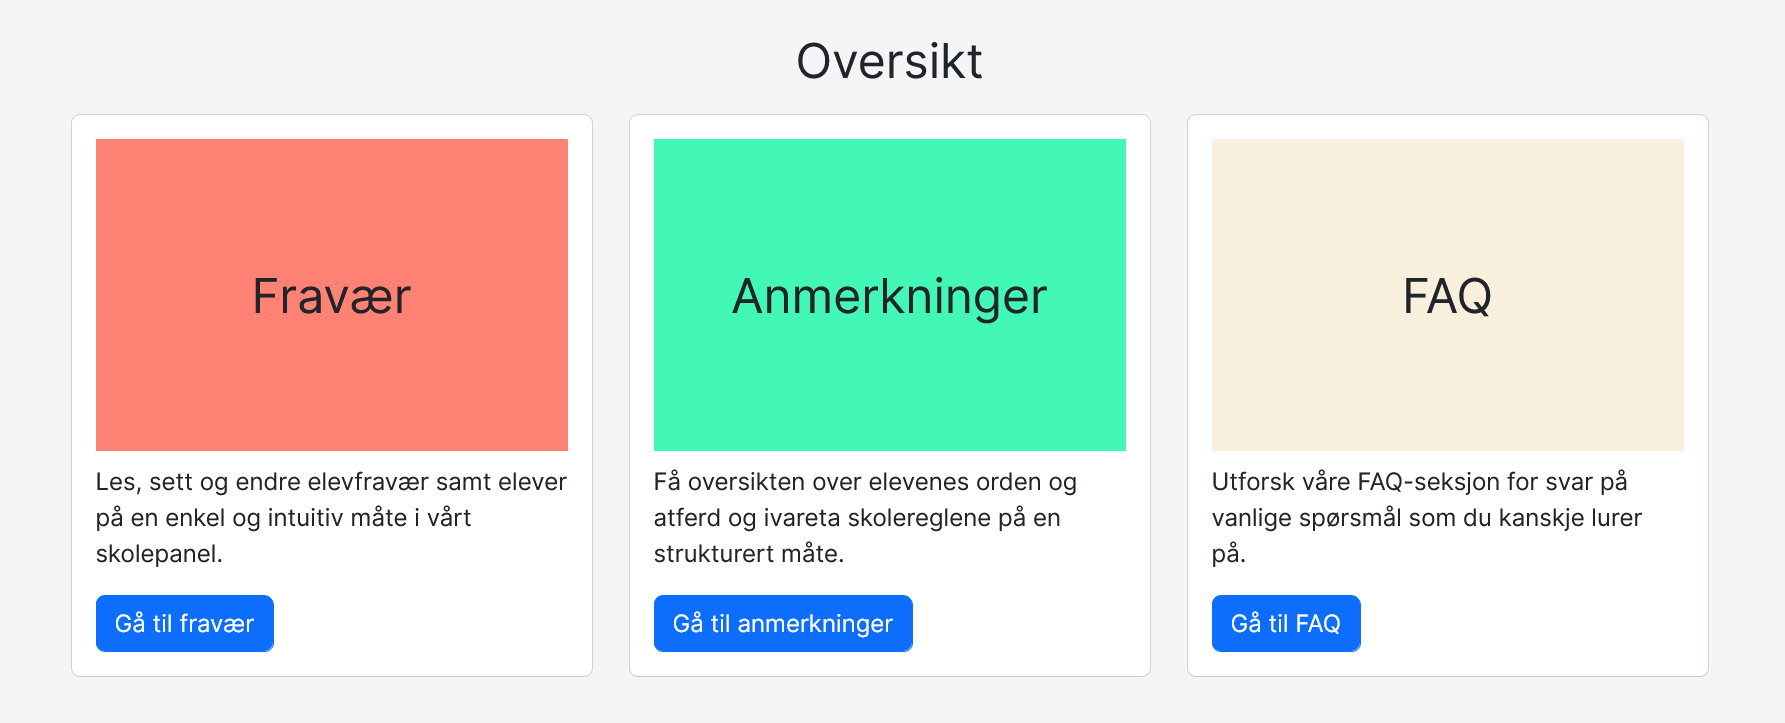 Oversikt
Fravær
Les, sett og endre elevfravær samt elever
på en enkel og intuitiv måte i vårt
skolepanel.
Gå til fravær
Anmerkninger
Få oversikten over elevenes orden og
atferd og ivareta skolereglene på en
strukturert måte.
Gå til anmerkninger
FAQ
Utforsk våre FAQ-seksjon for svar på
vanlige spørsmål som du kanskje lurer
på.
Gå til FAQ